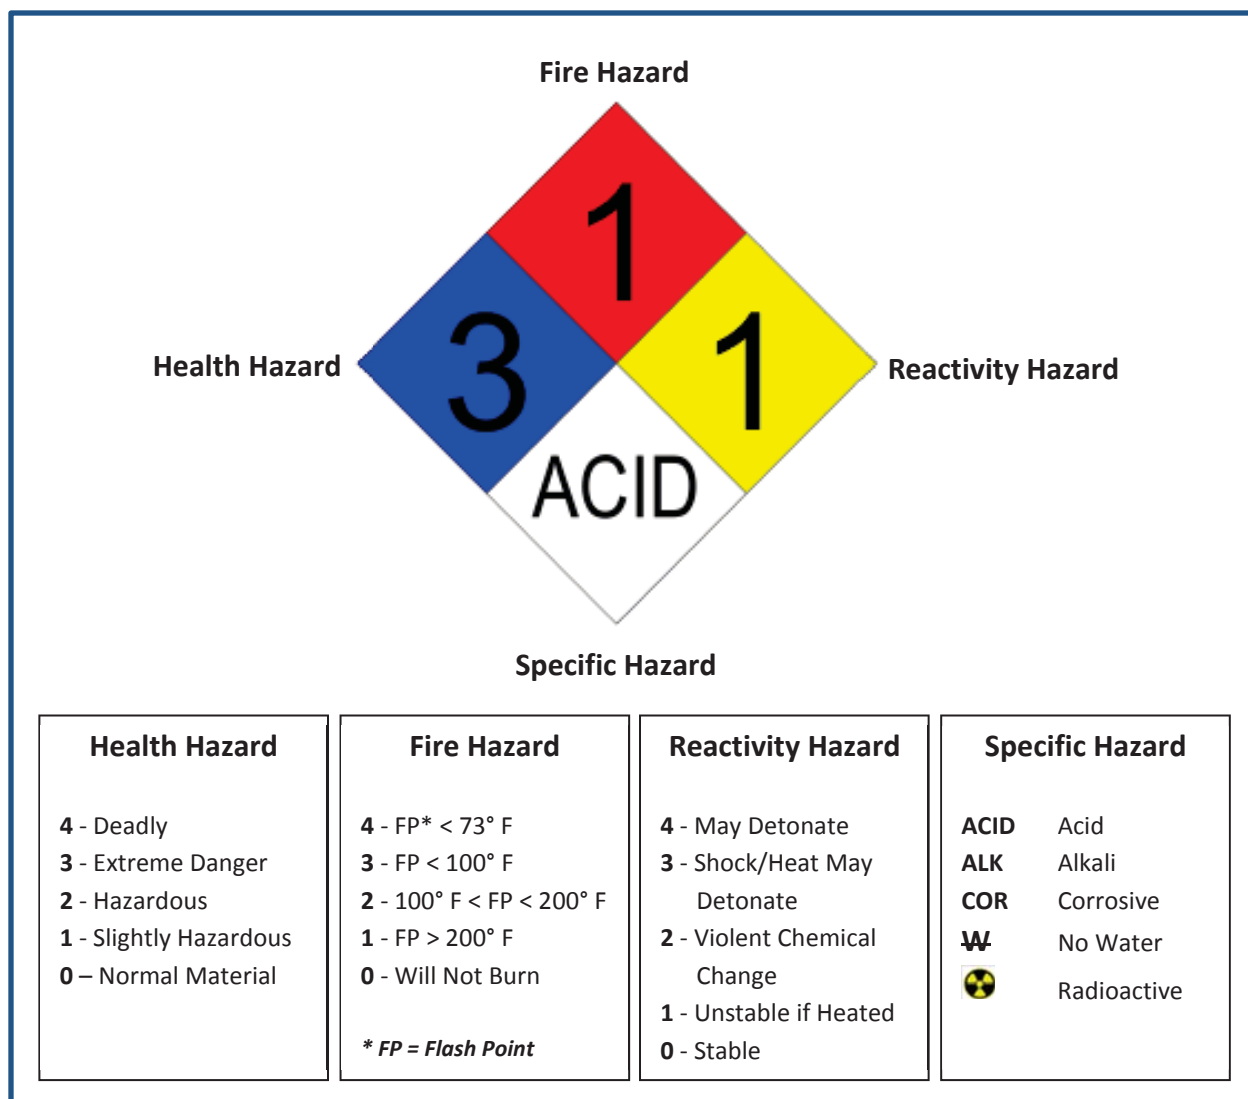 Fire Hazard
1
3
1
Health Hazard
Reactivity Hazard
ACID
Specific Hazard
Health Hazard
4 - Deadly
3 - Extreme Danger
2 - Hazardous
1 - Slightly Hazardous
0 – Normal Material
Fire Hazard
4 - FP* < 73° F
3 - FP < 100° F
2 - 100° F < FP < 200° F
1 - FP > 200° F
0 - Will Not Burn
* FP = Flash Point
Reactivity Hazard
4 - May Detonate
3 - Shock/Heat May
Detonate
2 - Violent Chemical
Change
1 - Unstable if Heated
0 - Stable
Specific Hazard
ACID Acid
ALK Alkali
COR Corrosive
W No Water
Radioactive